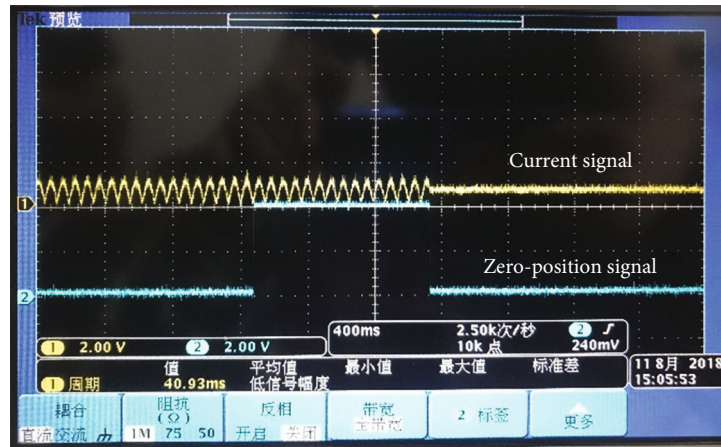 Tek 预览
Current signal
1
Zero-position signal
2
1 2.00 V 2 2.00 V
400ms 2.50k次/秒 2
10k 点 240mV
值 平均值 最小值 最大值 标准差
1 周期 40.93ms 低信号幅度
11 8月 2018
15:05:53
耦合 直流 交流
阻抗 (Ω) 1M 75 50
反相 开启 关闭
带宽 全带宽
2 标签
更多